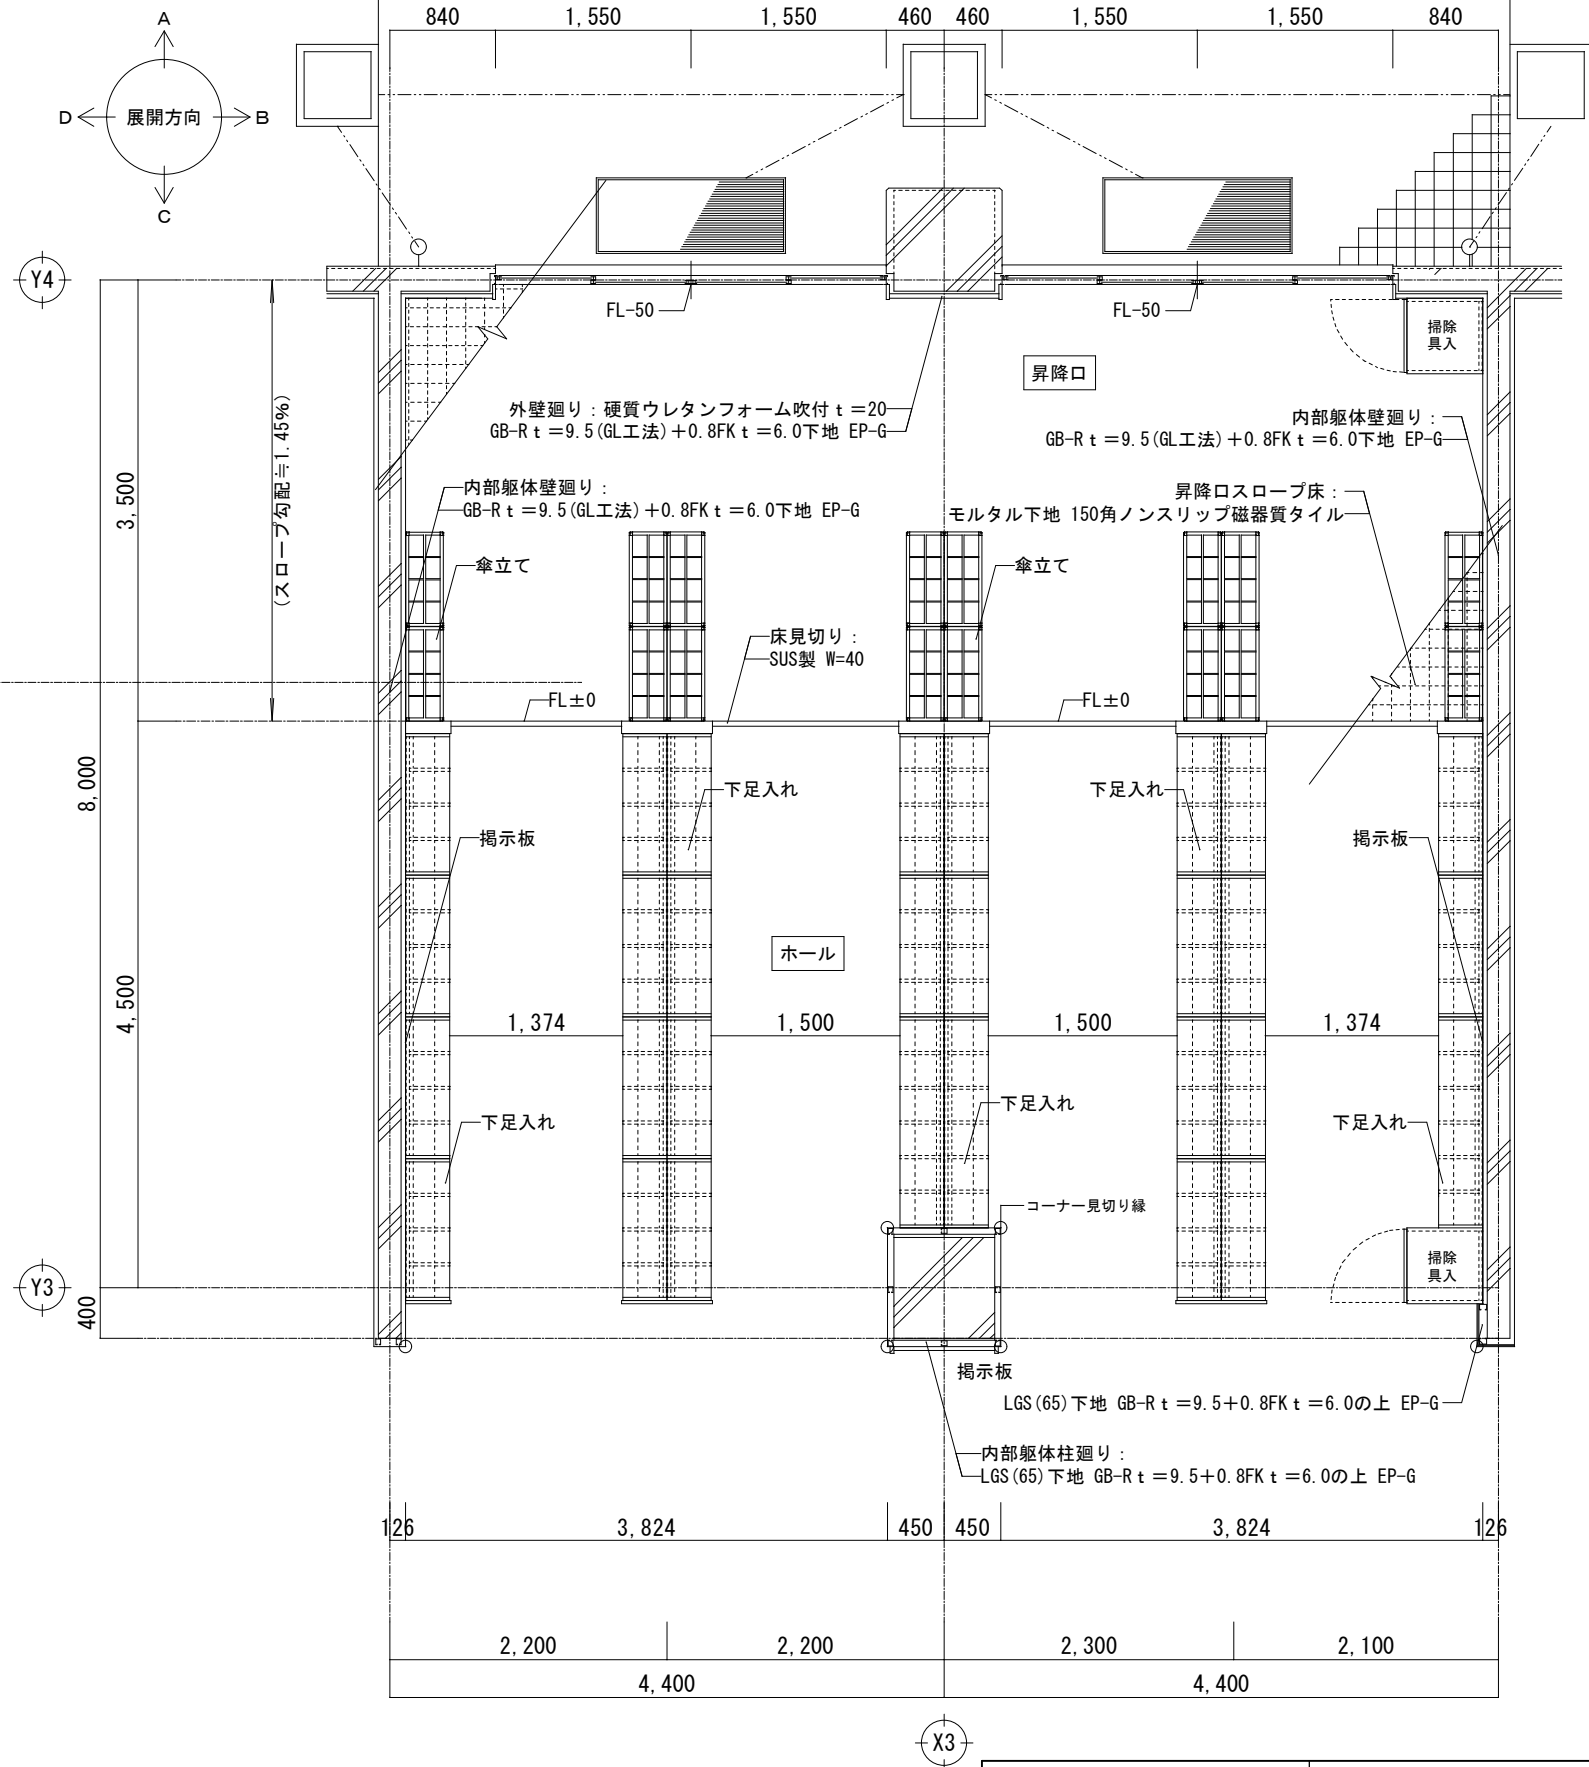 840 1,550 1,550 460 460 1,550 1,550 840
A
D 展開方向 B
C
Y4
FL-50
FL-50
掃除
具入
昇降口
外壁廻り：硬質ウレタンフォーム吹付ｔ＝20
GB-Rｔ＝9.5(GL工法)＋0.8FKｔ＝6.0下地 EP-G
内部躯体壁廻り：
GB-Rｔ＝9.5(GL工法)＋0.8FKｔ＝6.0下地 EP-G
(スロープ勾配≒1.45%)
3,500
内部躯体壁廻り：
GB-Rｔ＝9.5(GL工法)＋0.8FKｔ＝6.0下地 EP-G
昇降口スロープ床：
モルタル下地 150角ノンスリップ磁器質タイル
傘立て
傘立て
床見切り：
SUS製 W=40
FL±0
FL±0
8,000
下足入れ
下足入れ
掲示板
掲示板
ホール
4,500
1,374 1,500 1,500 1,374
下足入れ
下足入れ
下足入れ
コーナー見切り縁
掃除
具入
Y3
400
掲示板
LGS(65)下地 GB-Rｔ＝9.5＋0.8FKｔ＝6.0の上 EP-G
内部躯体柱廻り：
LGS(65)下地 GB-Rｔ＝9.5＋0.8FKｔ＝6.0の上 EP-G
126 3,824 450 450 3,824 126
2,200 2,200 2,300 2,100
4,400 4,400
X3